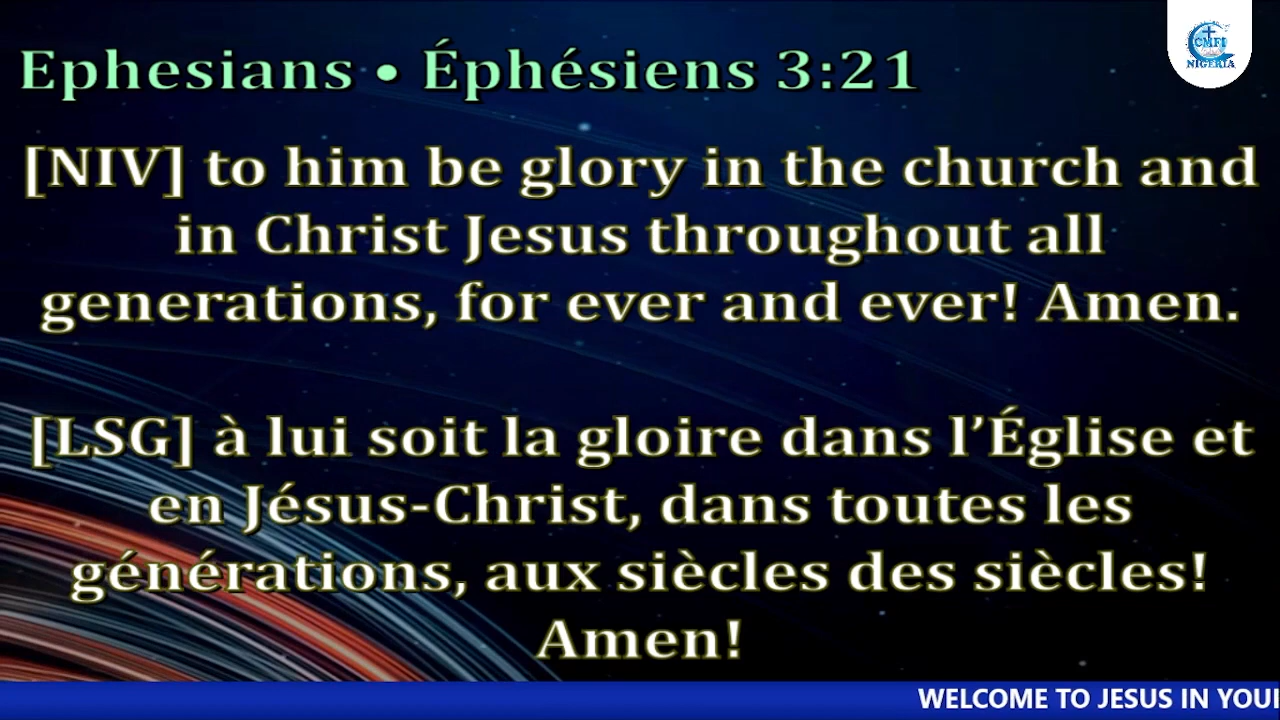 Ephesians • Éphésiens 3:21
CMFI
NIGERIA
[NIV] to him be glory in the church and
in Christ Jesus throughout all
generations, for ever and ever! Amen.
[LSG] à lui soit la gloire dans l’Église et
en Jésus-Christ, dans toutes les
générations, aux siècles des siècles!
Amen!
WELCOME TO JESUS IN YOU